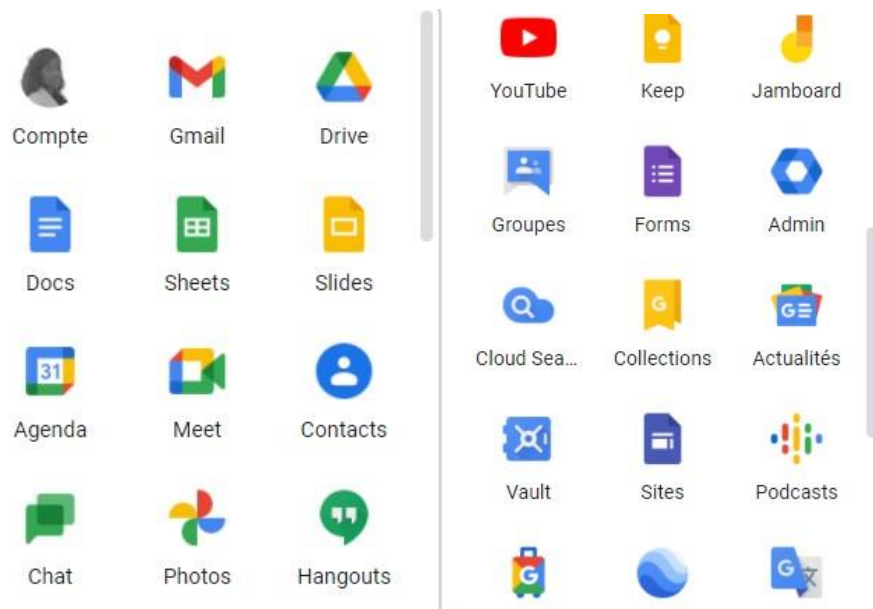 Compte Gmail Drive
Docs Sheets Slides
31
Agenda Meet Contacts
Chat Photos Hangouts
YouTube Keep Jamboard
Groupes Forms Admin
G
G
Cloud Sea... Collections Actualités
Vault Sites Podcasts
G
G